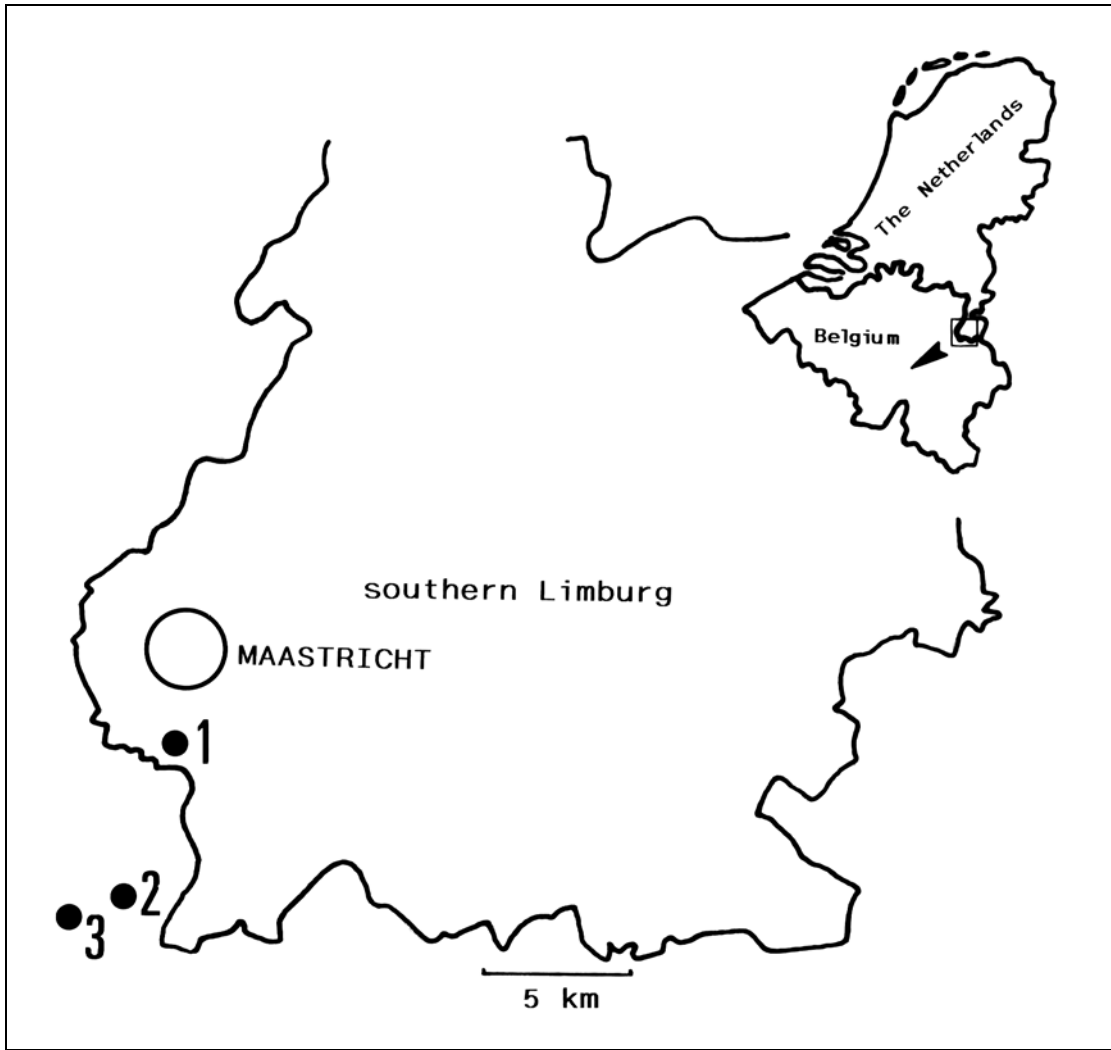 The Netherlands
Belgium
southern Limburg
MAASTRICHT
1
2
3
5 km